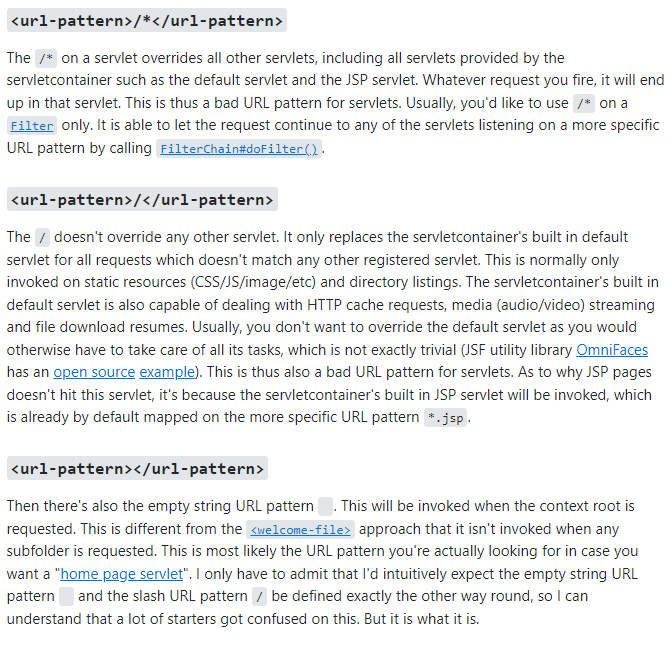 <url-pattern>/*</url-pattern>
The /* on a servlet overrides all other servlets, including all servlets provided by the
servletcontainer such as the default servlet and the JSP servlet. Whatever request you fire, it will end
up in that servlet. This is thus a bad URL pattern for servlets. Usually, you'd like to use /* on a
Filter only. It is able to let the request continue to any of the servlets listening on a more specific
URL pattern by calling FilterChain#doFilter().
<url-pattern>/</url-pattern>
The / doesn't override any other servlet. It only replaces the servletcontainer's built in default
servlet for all requests which doesn't match any other registered servlet. This is normally only
invoked on static resources (CSS/JS/image/etc) and directory listings. The servletcontainer's built in
default servlet is also capable of dealing with HTTP cache requests, media (audio/video) streaming
and file download resumes. Usually, you don't want to override the default servlet as you would
otherwise have to take care of all its tasks, which is not exactly trivial (JSF utility library OmniFaces
has an open source example). This is thus also a bad URL pattern for servlets. As to why JSP pages
doesn't hit this servlet, it's because the servletcontainer's built in JSP servlet will be invoked, which
is already by default mapped on the more specific URL pattern *.jsp.
<url-pattern></url-pattern>
Then there's also the empty string URL pattern . This will be invoked when the context root is
requested. This is different from the <welcome-file> approach that it isn't invoked when any
subfolder is requested. This is most likely the URL pattern you're actually looking for in case you
want a "home page servlet". I only have to admit that I'd intuitively expect the empty string URL
pattern and the slash URL pattern / be defined exactly the other way round, so I can
understand that a lot of starters got confused on this. But it is what it is.